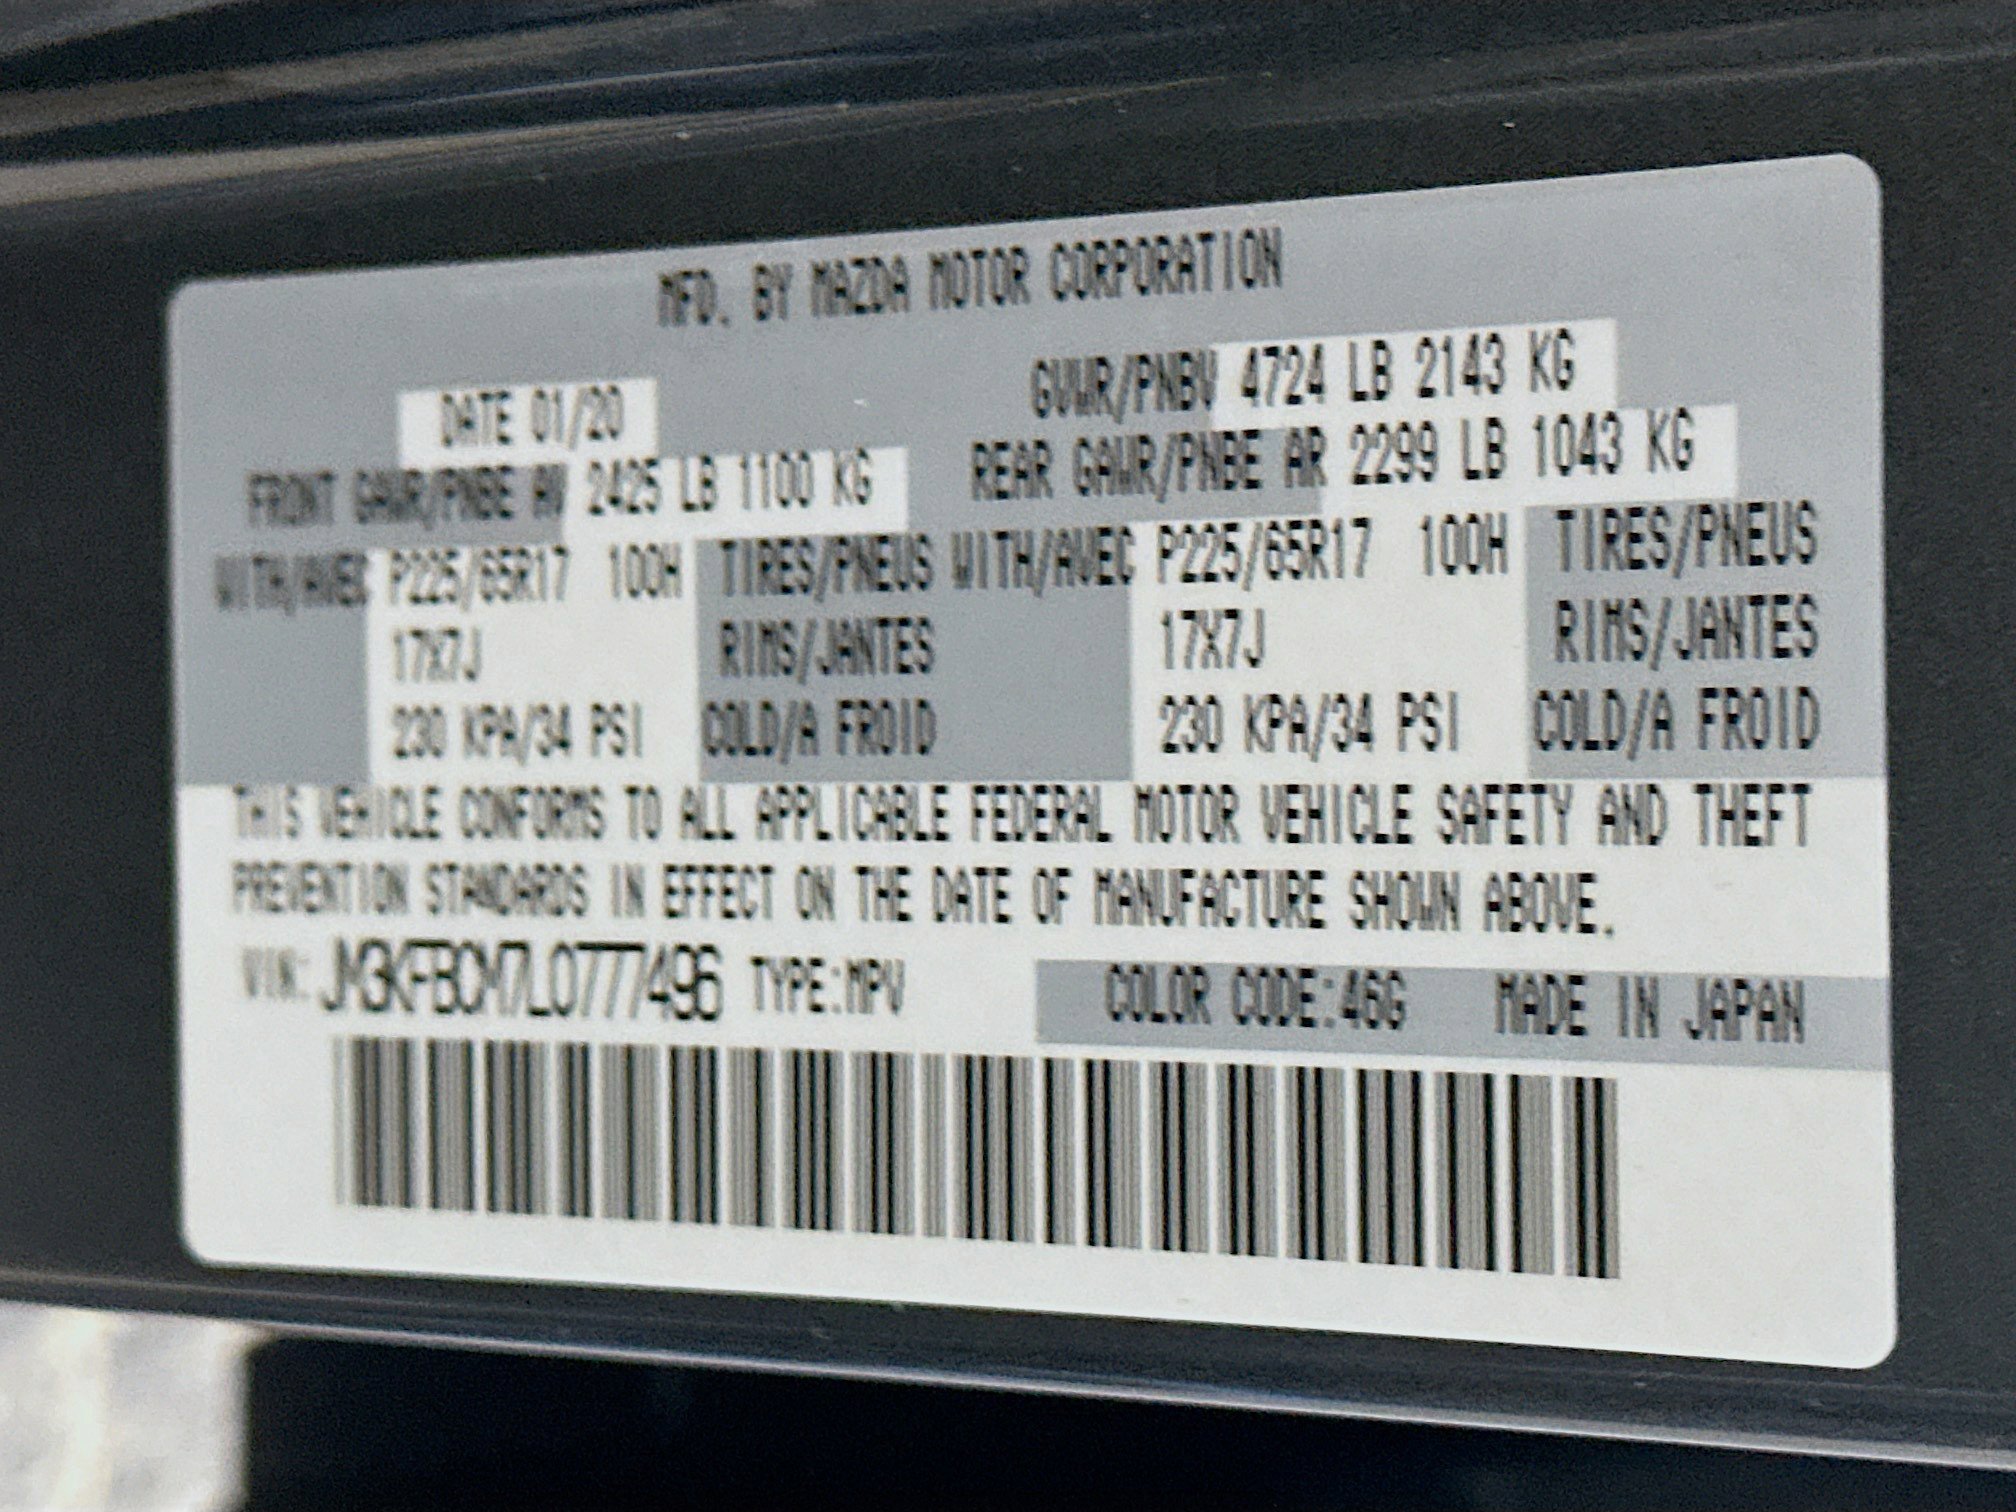 MFD. BY MAZDA MOTOR CORPORATION
DATE 01/20
GVWR/PNBV 4724 LB 2143 KG
FRONT GAWR/PNBE AV 2425 LB 1100 KG
REAR GAWR/PNBE AR 2299 LB 1043 KG
WITH/AVEC P225/65R17 100H TIRES/PNEUS WITH/AVEC P225/65R17 100H TIRES/PNEUS
17X7J RIMS/JANTES 17X7J RIMS/JANTES
230 KPA/34 PSI COLD/A FROID 230 KPA/34 PSI COLD/A FROID
THIS VEHICLE CONFORMS TO ALL APPLICABLE FEDERAL MOTOR VEHICLE SAFETY AND THEFT
PREVENTION STANDARDS IN EFFECT ON THE DATE OF MANUFACTURE SHOWN ABOVE.
VIN: JM3KFBCM7L0777496 TYPE:MPV COLOR CODE:46G MADE IN JAPAN